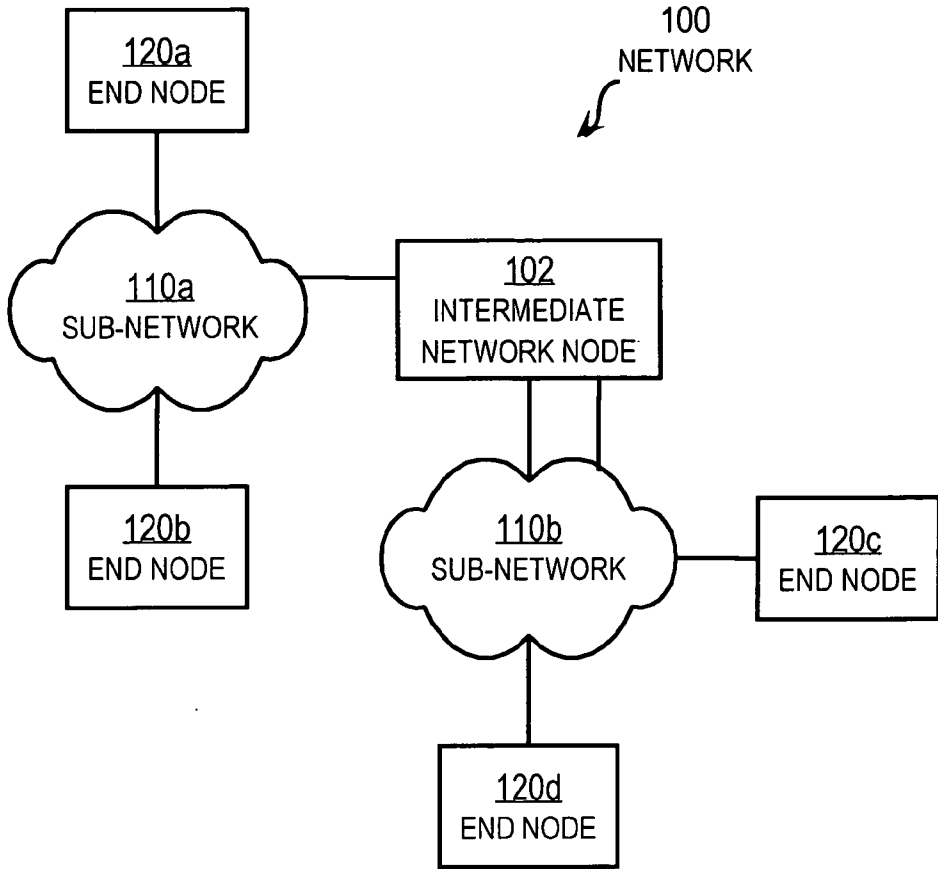 120a
END NODE
100
NETWORK
110a
SUB-NETWORK
102
INTERMEDIATE
NETWORK NODE
120b
END NODE
110b
SUB-NETWORK
120c
END NODE
120d
END NODE